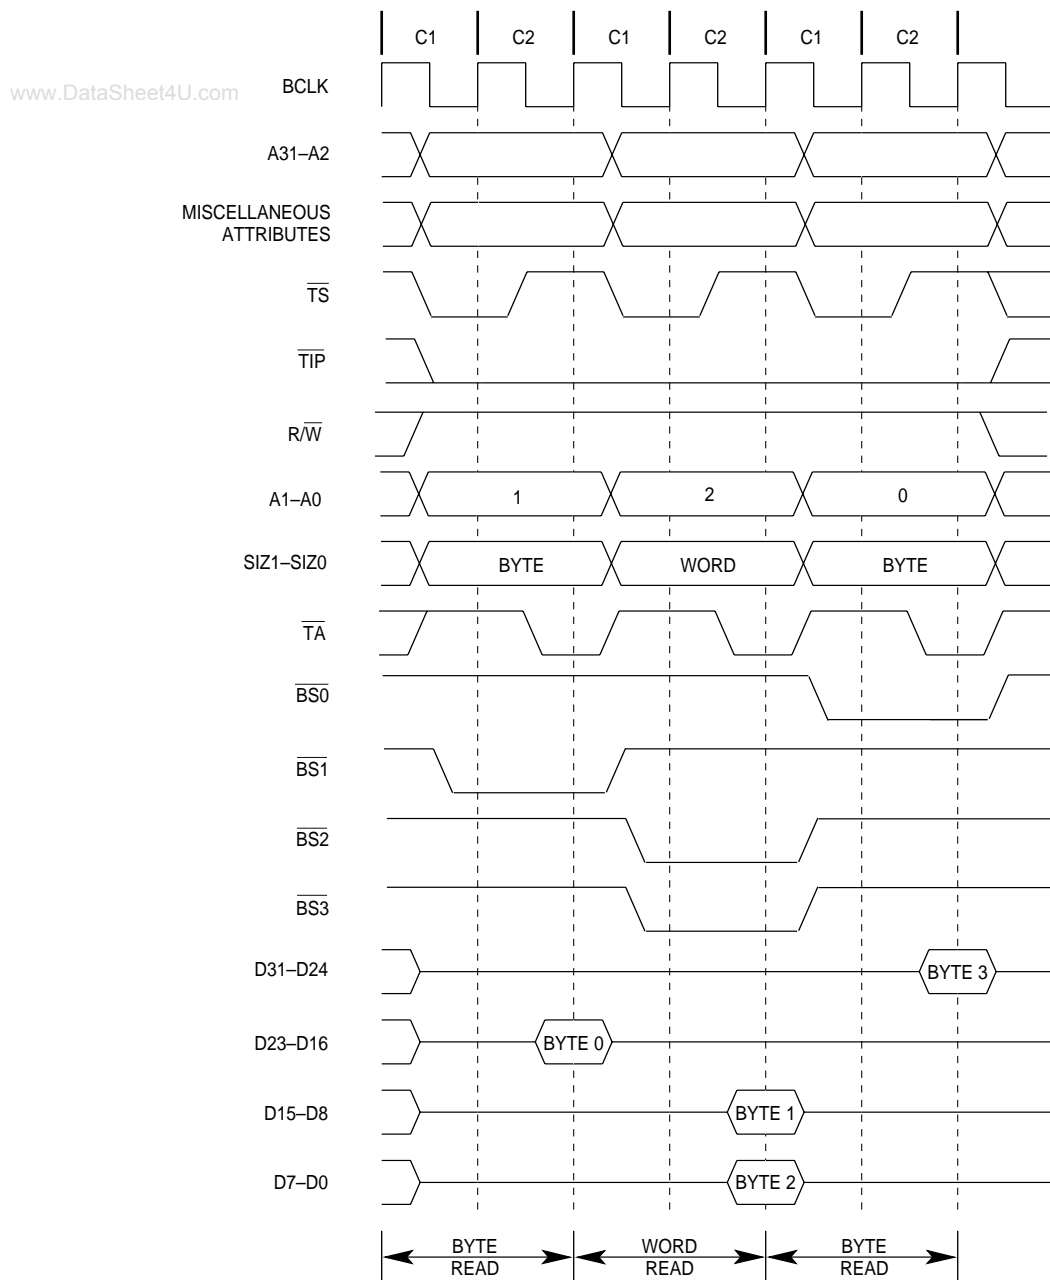 C1 C2 C1 C2 C1 C2
www.DataSheet4U.com
BCLK
A31–A2
MISCELLANEOUS
ATTRIBUTES
TS
TIP
R/W
A1–A0 1 2 0
SIZ1–SIZ0 BYTE WORD BYTE
TA
BS0
BS1
BS2
BS3
D31–D24 BYTE 3
D23–D16 BYTE 0
D15–D8 BYTE 1
D7–D0 BYTE 2
BYTE WORD BYTE
READ READ READ